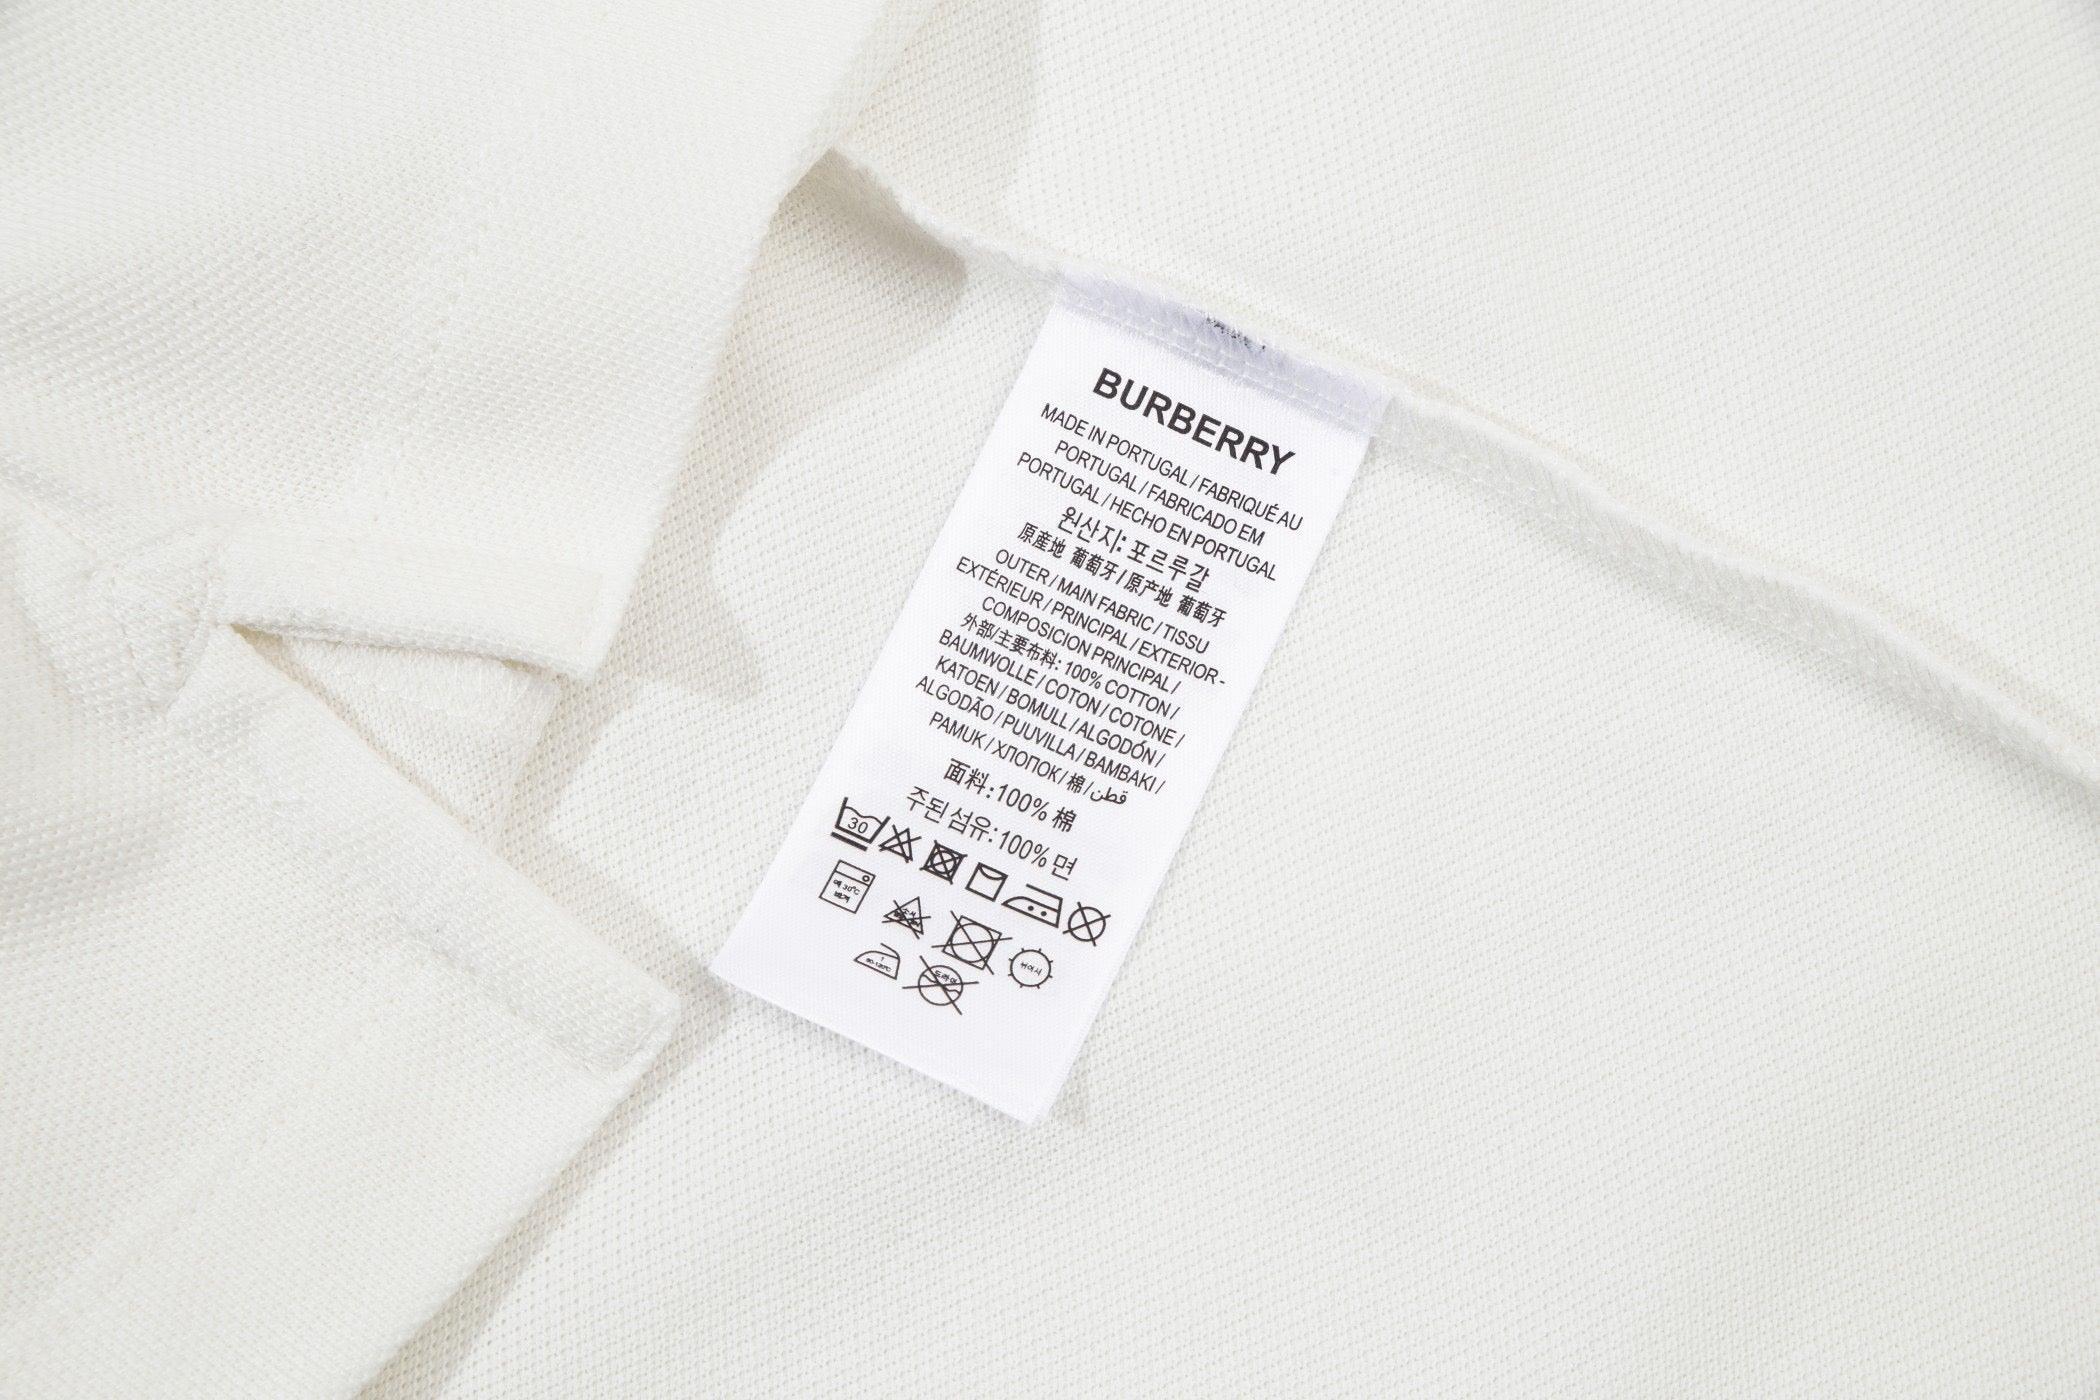 BURBERRY
MADE IN PORTUGAL / FABRIQUÉ AU
PORTUGAL / FABRICADO EM
PORTUGAL / HECHO EN PORTUGAL
원산지: 포르루갈
原産地 葡萄牙 / 原产地 葡萄牙
OUTER / MAIN FABRIC / TISSU
EXTÉRIEUR / PRINCIPAL / EXTERIOR-
COMPOSICION PRINCIPAL /
外部/主要布料: 100% COTTON /
BAUMWOLLE / COTON / COTONE /
KATOEN / BOMULL / ALGODÓN /
ALGODÃO / PUUVILLA / BAMBAKI /
PAMUK / ХЛОПОК / 棉 / قطن
面料: 100% 棉
주된 섬유: 100% 면
30
30℃